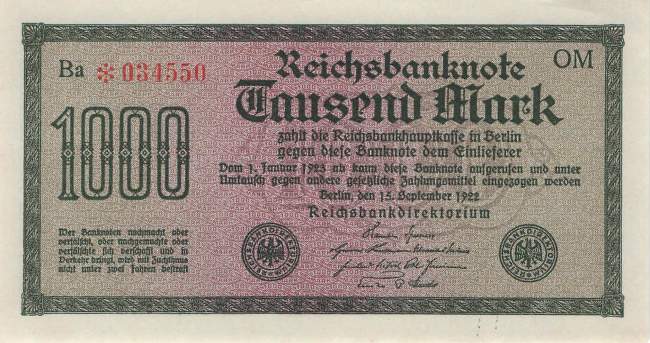 Ba *034550
OM
Reichsbanknote
Tausend Mark
1000
zahlt die Reichsbankhauptkasse in Berlin
gegen diese Banknote dem Einlieferer
Vom 1. Januar 1923 ab kann diese Banknote aufgerufen und unter
Umtausch gegen andere gesetzliche Zahlungsmittel eingezogen werden
Berlin, den 15. September 1922
Reichsbankdirektorium
Wer Banknoten nachmacht oder
verfälscht, oder nachgemachte oder
verfälschte sich verschafft und in
Verkehr bringt, wird mit Zuchthaus
nicht unter zwei Jahren bestraft